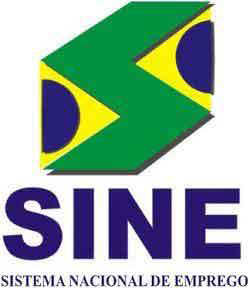 SINE
SISTEMA NACIONAL DE EMPREGO